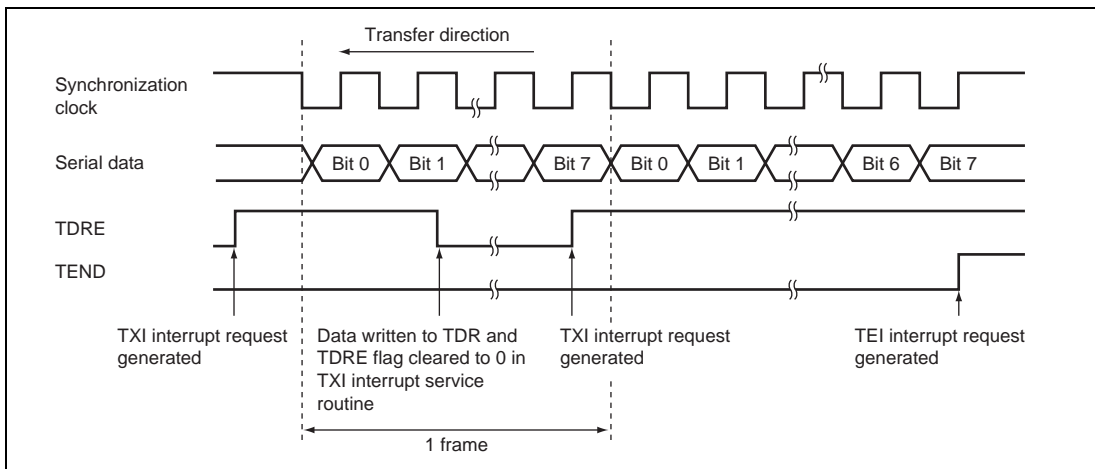 Transfer direction
Synchronization
clock
Serial data
Bit 0
Bit 1
Bit 7
Bit 0
Bit 1
Bit 6
Bit 7
TDRE
TEND
TXI interrupt request
generated
Data written to TDR and
TDRE flag cleared to 0 in
TXI interrupt service
routine
TXI interrupt request
generated
TEI interrupt request
generated
1 frame